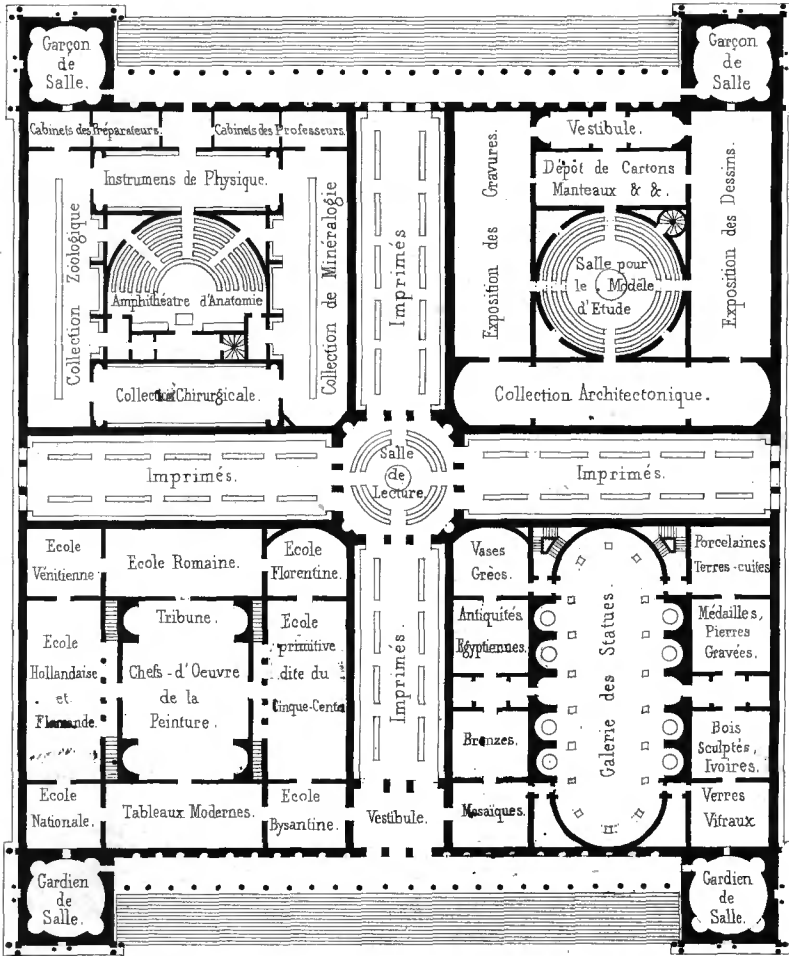 Garçon
de
Salle.
Garçon
de
Salle
Cabinets des Préparateurs.
Cabinets des Professeurs.
Instrumens de Physique.
Collection Zoologique
Amphithéatre d'Anatomie
Collection de Minéralogie
Collection Chirurgicale.
Imprimés
Exposition des Gravures.
Vestibule.
Dépôt de Cartons
Manteaux & &.
Salle pour
le Modèle
d'Etude
Exposition des Dessins.
Collection Architectonique.
Imprimés.
Salle
de
Lecture.
Imprimés.
Ecole
Vénitienne
Ecole Romaine.
Ecole
Florentine.
Ecole
Hollandaise
et
Flamande.
Tribune.
Chefs-d'Oeuvre
de la
Peinture.
Ecole
primitive
dite du
Cinque-Cento
Ecole
Nationale.
Tableaux Modernes.
Ecole
Bysantine.
Imprimés.
Vestibule.
Vases
Grècs.
Antiquités
Egyptiennes.
Bronzes.
Mosaïques.
Galerie des Statues.
Porcelaines
Terres-cuites
Médailles,
Pierres
Gravées.
Bois
Sculptés,
Ivoires.
Verres
Vitraux
Gardien
de
Salle.
Gardien
de
Salle.